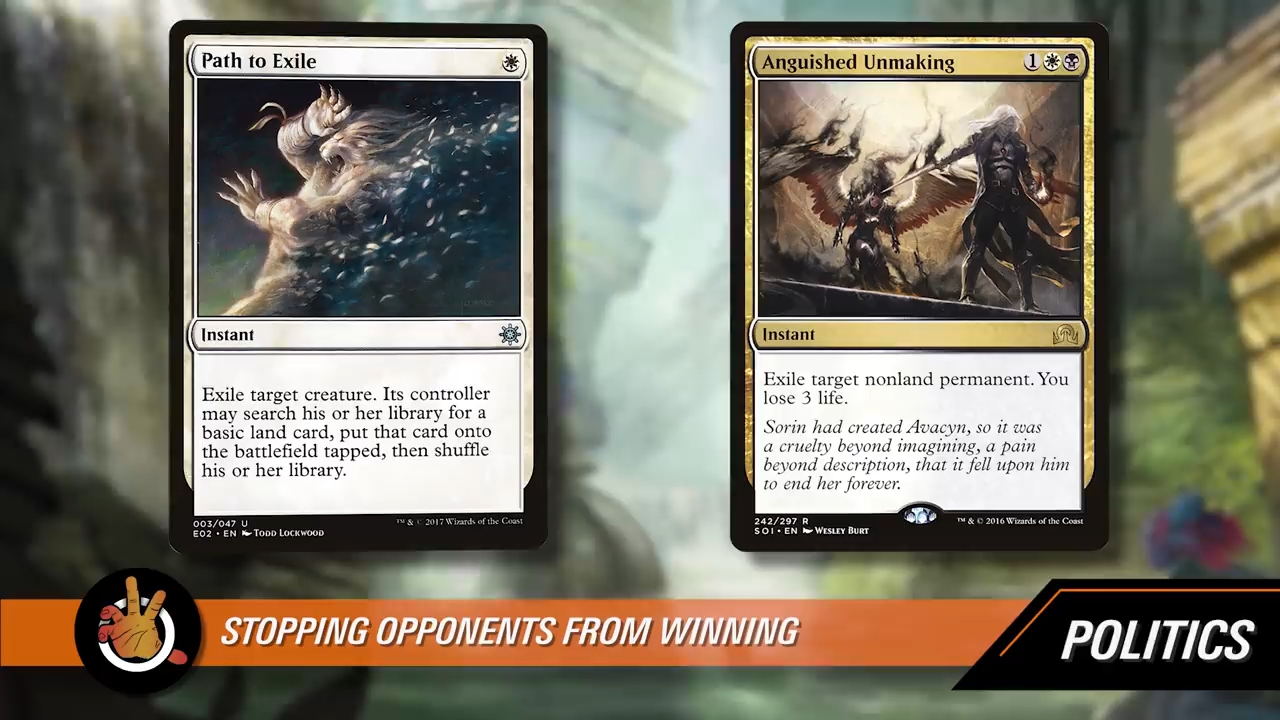 Path to Exile
Instant
Exile target creature. Its controller
may search his or her library for a
basic land card, put that card onto
the battlefield tapped, then shuffle
his or her library.
003/047 U
E02 • EN Todd Lockwood
™ & © 2017 Wizards of the Coast
Anguished Unmaking
1
Instant
Exile target nonland permanent. You
lose 3 life.
Sorin had created Avacyn, so it was
a cruelty beyond imagining, a pain
beyond description, that it fell upon him
to end her forever.
242/297 R
SOI • EN Wesley Burt
™ & © 2016 Wizards of the Coast
STOPPING OPPONENTS FROM WINNING
POLITICS